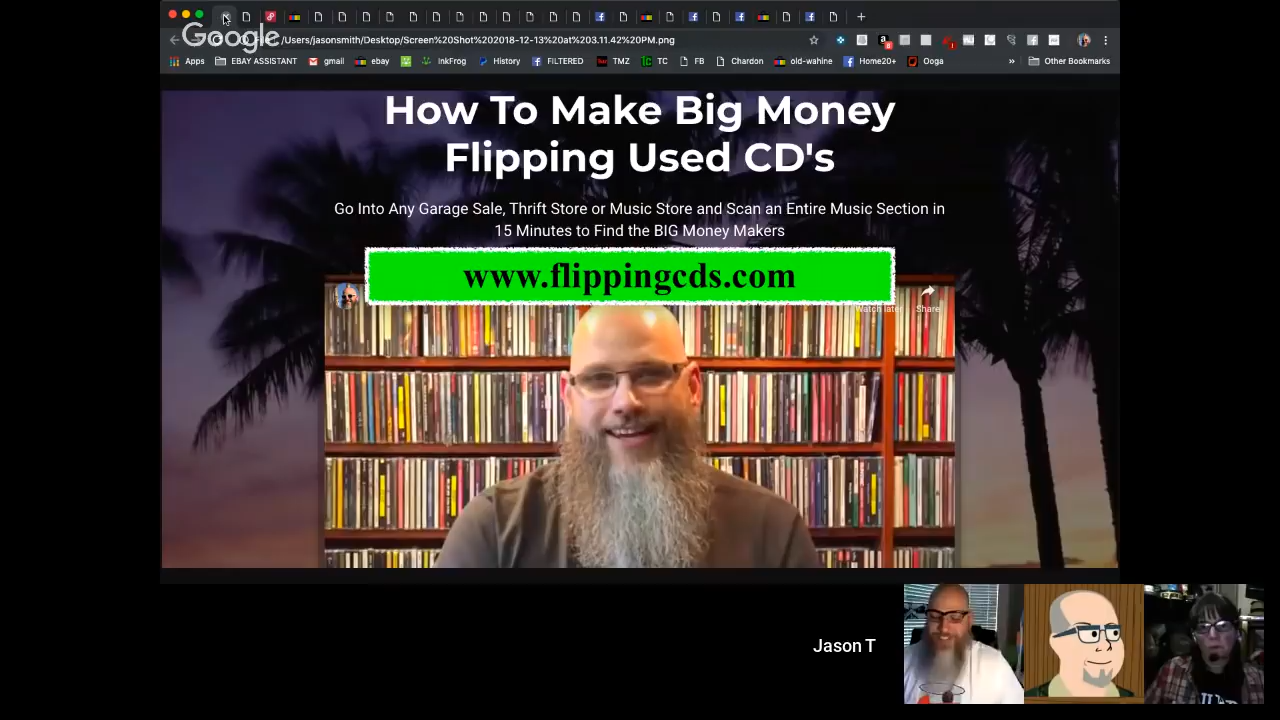 Google
/Users/jasonsmith/Desktop/Screen%20Shot%202018-12-13%20at%203.11.42%20PM.png
Apps EBAY ASSISTANT gmail ebay InkFrog History FILTERED TMZ TC FB Chardon old-wahine Home20+ Ooga » Other Bookmarks
How To Make Big Money
Flipping Used CD's
Go Into Any Garage Sale, Thrift Store or Music Store and Scan an Entire Music Section in
15 Minutes to Find the BIG Money Makers
www.flippingcds.com
Watch later Share
Jason T